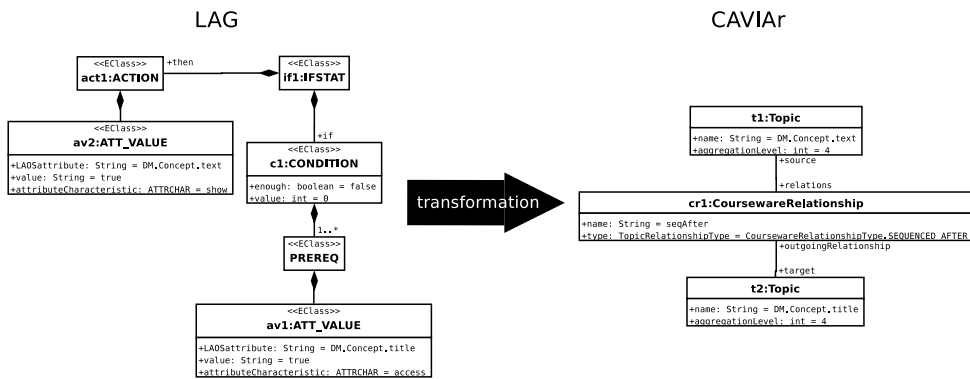 LAG
CAVIAr
<<EClass>>
act1:ACTION
+then
<<EClass>>
if1:IFSTAT
<<EClass>>
av2:ATT_VALUE
+LAOSattribute: String = DM.Concept.text
+value: String = true
+attributeCharacteristic: ATTRCHAR = show
+if
<<EClass>>
c1:CONDITION
+enough: boolean = false
+value: int = 0
1..*
<<EClass>>
PREREQ
<<EClass>>
av1:ATT_VALUE
+LAOSattribute: String = DM.Concept.title
+value: String = true
+attributeCharacteristic: ATTRCHAR = access
transformation
t1:Topic
+name: String = DM.Concept.text
+aggregationLevel: int = 4
+source
+relations
cr1:CoursewareRelationship
+name: String = seqAfter
+type: TopicRelationshipType = CoursewareRelationshipType.SEQUENCED_AFTER
+outgoingRelationship
+target
t2:Topic
+name: String = DM.Concept.title
+aggregationLevel: int = 4